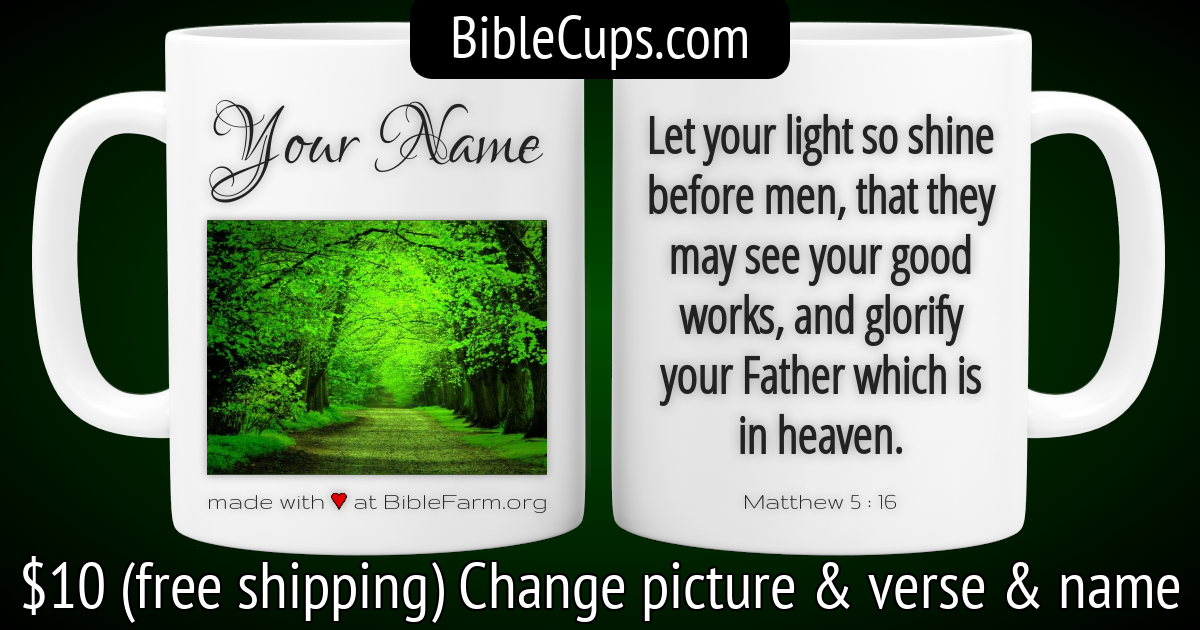 BibleCups.com
Your Name
made with ♥ at BibleFarm.org
Let your light so shine
before men, that they
may see your good
works, and glorify
your Father which is
in heaven.
Matthew 5 : 16
$10 (free shipping) Change picture & verse & name